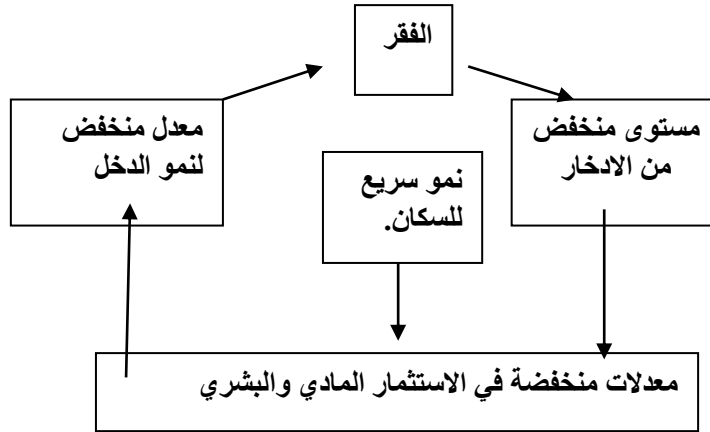 الفقر
مستوى منخفض
من الادخار
معدل منخفض
لنمو الدخل
نمو سريع
للسكان.
معدلات منخفضة في الاستثمار المادي والبشري